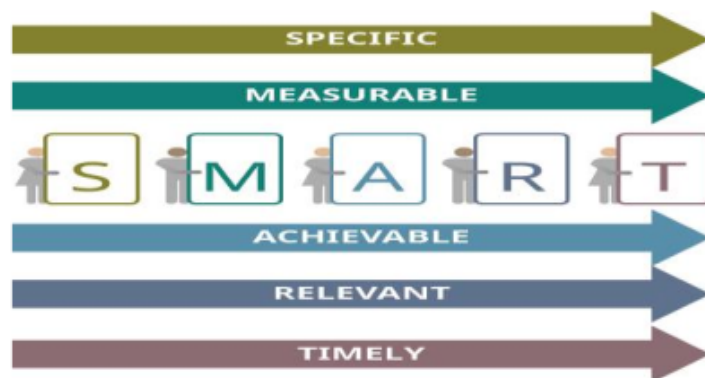 SPECIFIC
MEASURABLE
S M A R T
ACHIEVABLE
RELEVANT
TIMELY